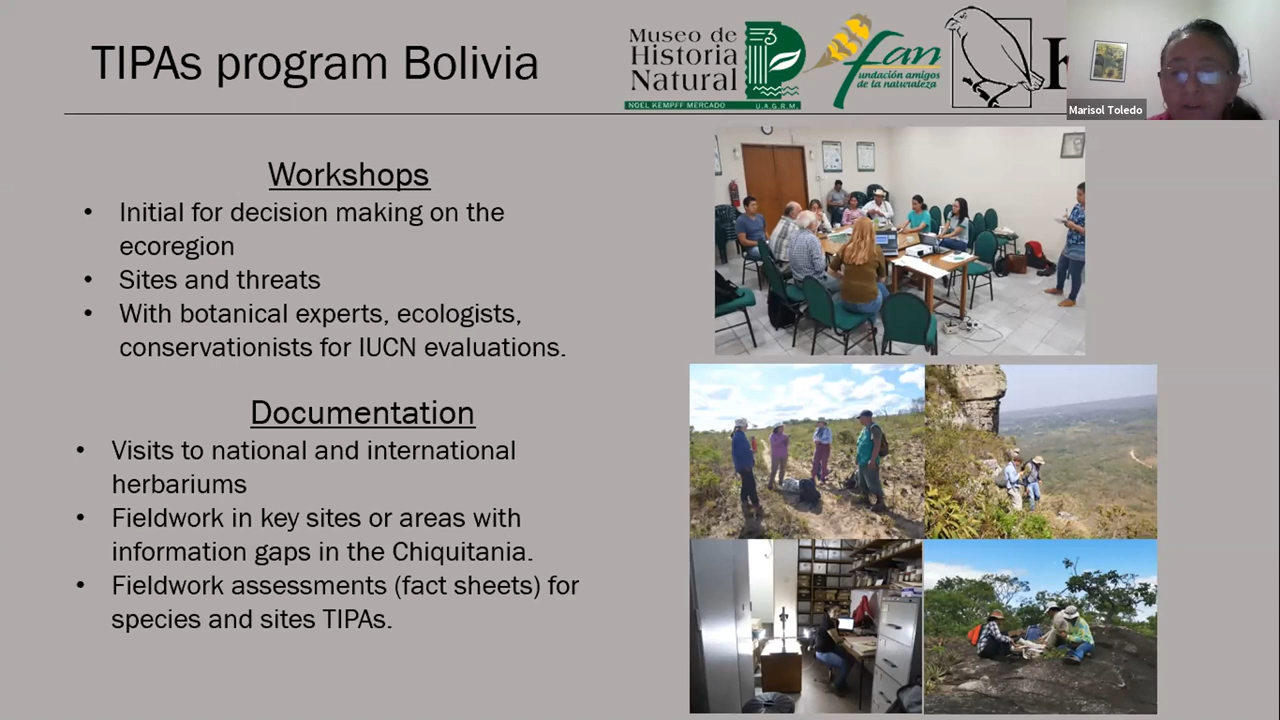 TIPAs program Bolivia
Museo de
Historia
Natural
NOEL KEMPFF MERCADO U.A.G.R.M.
fan
fundación amigos
de la naturaleza
K
Marisol Toledo
Workshops
• Initial for decision making on the
ecoregion
• Sites and threats
• With botanical experts, ecologists,
conservationists for IUCN evaluations.
Documentation
• Visits to national and international
herbariums
• Fieldwork in key sites or areas with
information gaps in the Chiquitania.
• Fieldwork assessments (fact sheets) for
species and sites TIPAs.